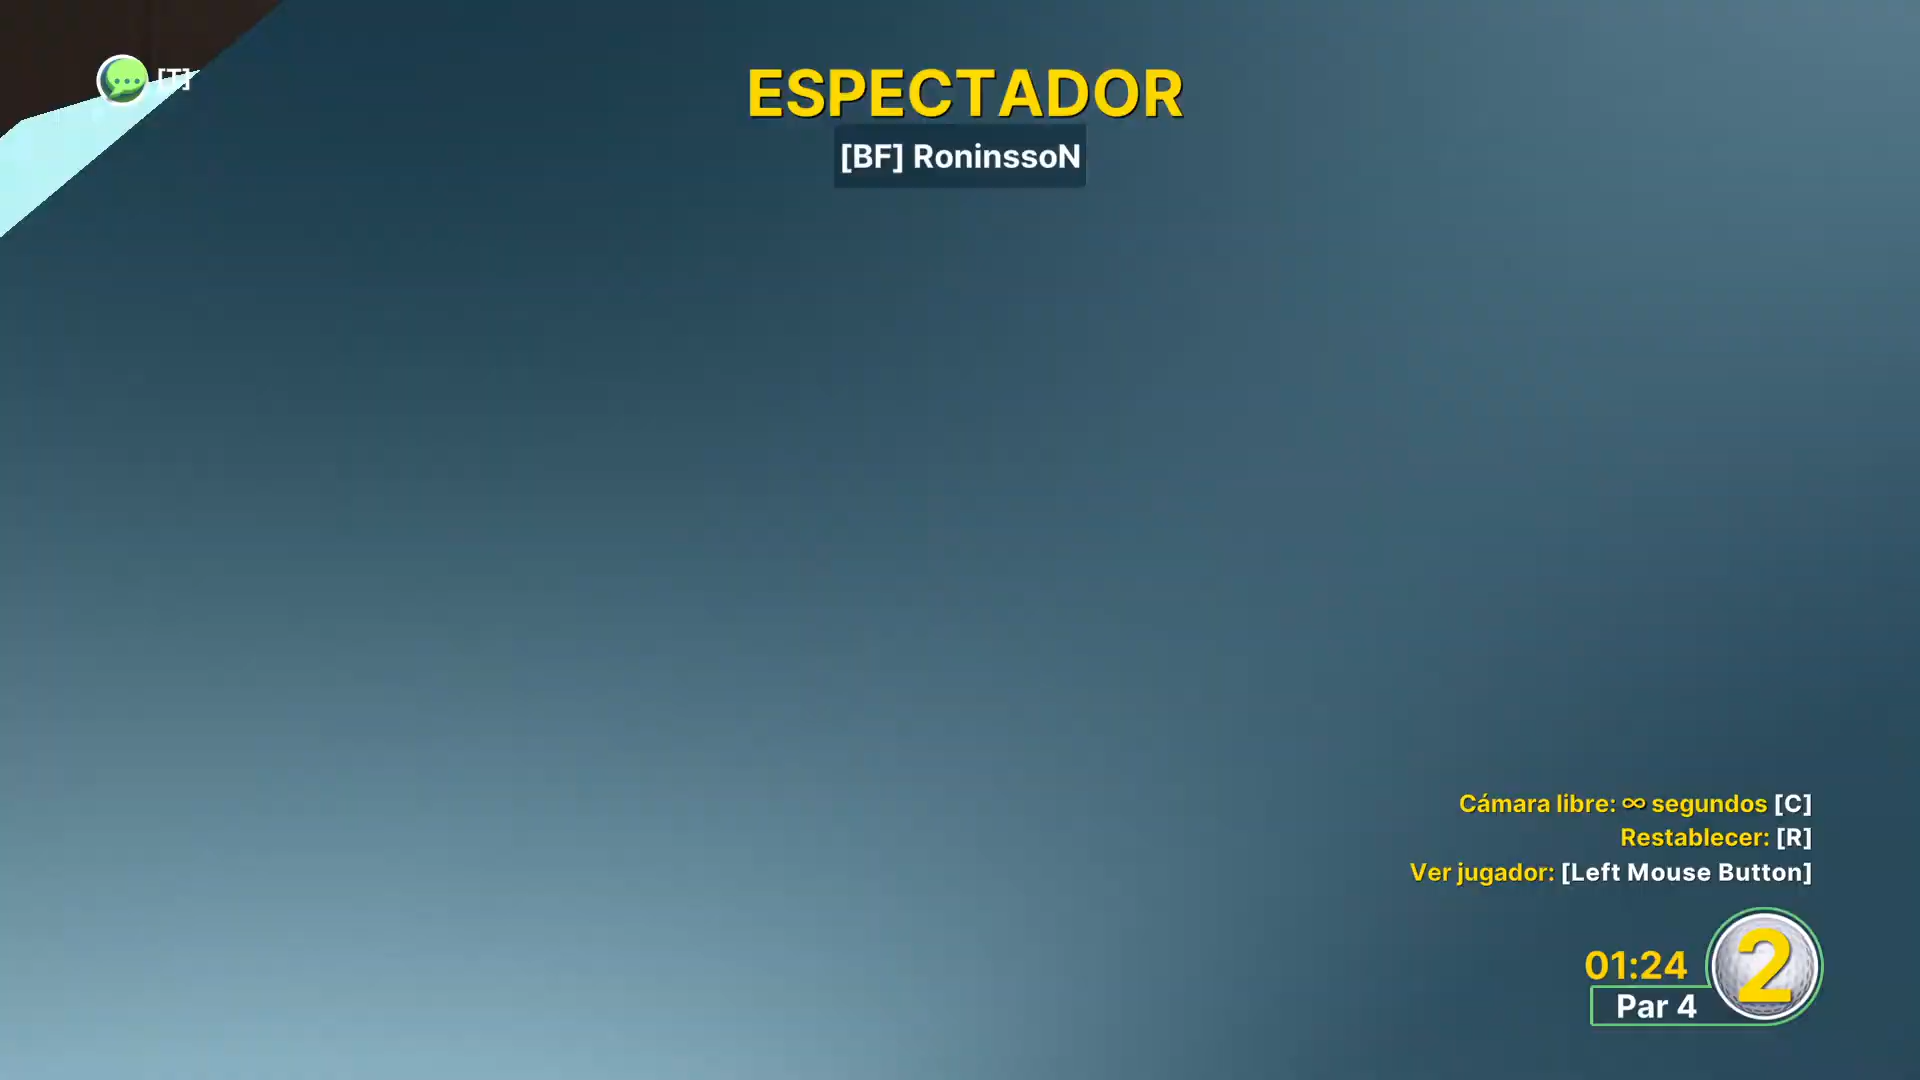 [T]
ESPECTADOR
[BF] RoninssoN
Cámara libre: ∞ segundos [C]
Restablecer: [R]
Ver jugador: [Left Mouse Button]
01:24
2
Par 4